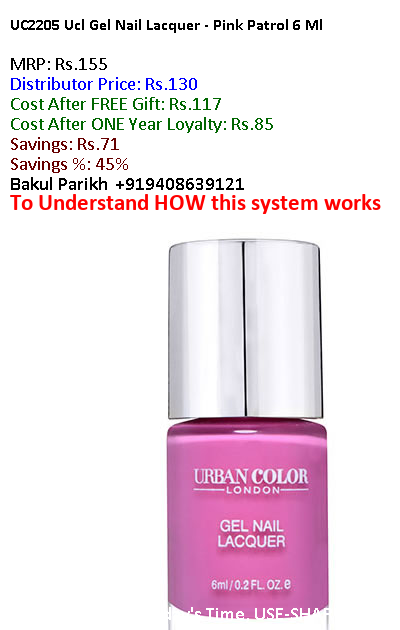 UC2205 Ucl Gel Nail Lacquer - Pink Patrol 6 Ml
MRP: Rs.155
Distributor Price: Rs.130
Cost After FREE Gift: Rs.117
Cost After ONE Year Loyalty: Rs.85
Savings: Rs.71
Savings %: 45%
Bakul Parikh +919408639121
To Understand HOW this system works
URBAN COLOR
LONDON
GEL NAIL
LACQUER
6ml/0.2 FL. OZ. e
Time, USE-SHA